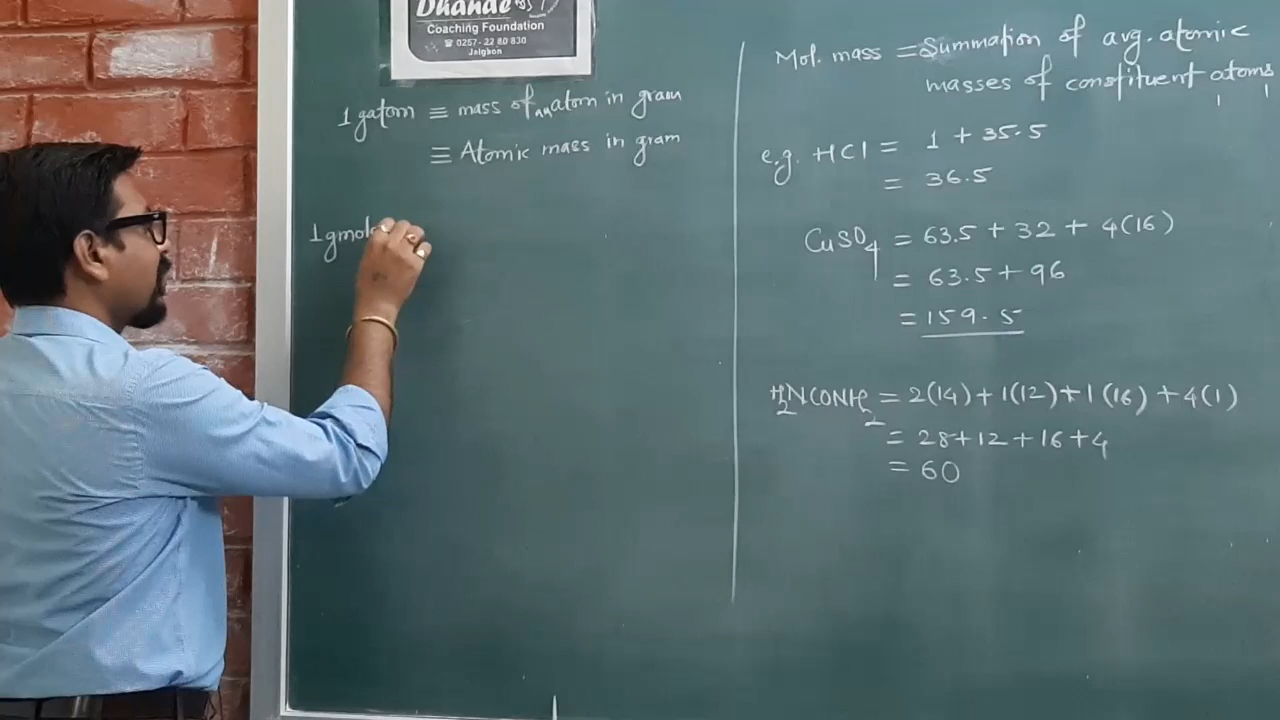 Dhande
Coaching Foundation
☎ 0257-22 80 830
Jalgaon
1 gatom ≡ mass of an atom in gram
≡ Atomic mass in gram
1 gmol
Mol. mass = Summation of avg. atomic
masses of constituent atoms
e.g. HCl = 1 + 35.5
= 36.5
CuSO4 = 63.5 + 32 + 4(16)
= 63.5 + 96
= 159.5
H2NCONH2 = 2(14) + 1(12) + 1(16) + 4(1)
= 28+12+16+4
= 60